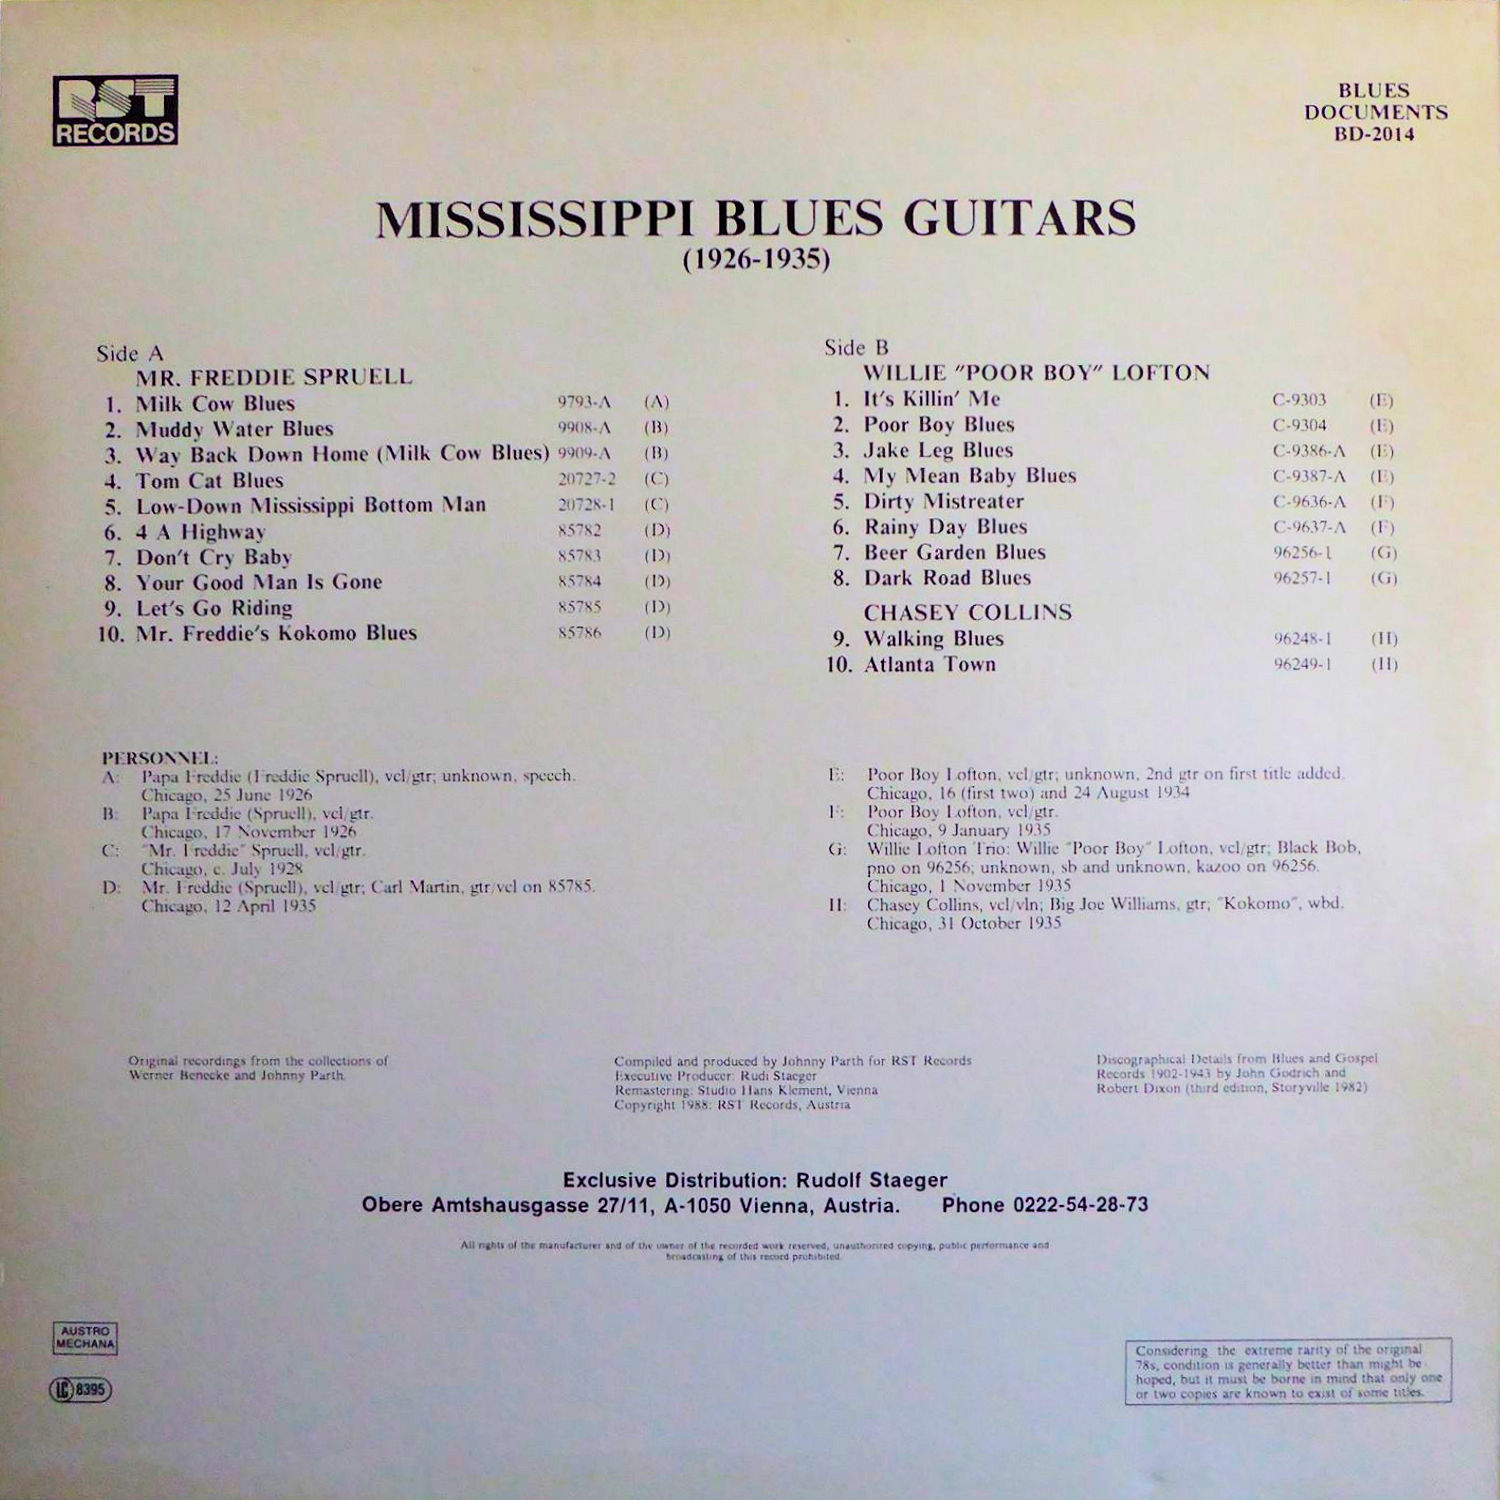 RST
RECORDS
BLUES
DOCUMENTS
BD-2014
MISSISSIPPI BLUES GUITARS
(1926-1935)
Side A
MR. FREDDIE SPRUELL
1. Milk Cow Blues 9793-A (A)
2. Muddy Water Blues 9908-A (B)
3. Way Back Down Home (Milk Cow Blues) 9909-A (B)
4. Tom Cat Blues 20727-2 (C)
5. Low-Down Mississippi Bottom Man 20728-1 (C)
6. 4 A Highway 85782 (D)
7. Don't Cry Baby 85783 (D)
8. Your Good Man Is Gone 85784 (D)
9. Let's Go Riding 85785 (D)
10. Mr. Freddie's Kokomo Blues 85786 (D)
Side B
WILLIE "POOR BOY" LOFTON
1. It's Killin' Me C-9303 (E)
2. Poor Boy Blues C-9304 (E)
3. Jake Leg Blues C-9386-A (E)
4. My Mean Baby Blues C-9387-A (E)
5. Dirty Mistreater C-9636-A (F)
6. Rainy Day Blues C-9637-A (F)
7. Beer Garden Blues 96256-1 (G)
8. Dark Road Blues 96257-1 (G)
CHASEY COLLINS
9. Walking Blues 96248-1 (H)
10. Atlanta Town 96249-1 (H)
PERSONNEL:
A: Papa Freddie (Freddie Spruell), vcl/gtr; unknown, speech.
Chicago, 25 June 1926
B: Papa Freddie (Spruell), vcl/gtr.
Chicago, 17 November 1926
C: "Mr. Freddie" Spruell, vcl/gtr.
Chicago, c. July 1928
D: Mr. Freddie (Spruell), vcl/gtr; Carl Martin, gtr/vcl on 85785.
Chicago, 12 April 1935
E: Poor Boy Lofton, vcl/gtr; unknown, 2nd gtr on first title added.
Chicago, 16 (first two) and 24 August 1934
F: Poor Boy Lofton, vcl/gtr.
Chicago, 9 January 1935
G: Willie Lofton Trio: Willie "Poor Boy" Lofton, vcl/gtr; Black Bob,
pno on 96256; unknown, sb and unknown, kazoo on 96256.
Chicago, 1 November 1935
H: Chasey Collins, vcl/vln; Big Joe Williams, gtr; "Kokomo", wbd.
Chicago, 31 October 1935
Original recordings from the collections of
Werner Benecke and Johnny Parth.
Compiled and produced by Johnny Parth for RST Records
Executive Producer: Rudi Staeger
Remastering: Studio Hans Klement, Vienna
Copyright 1988: RST Records, Austria
Discographical Details from Blues and Gospel
Records 1902-1943 by John Godrich and
Robert Dixon (third edition, Storyville 1982)
Exclusive Distribution: Rudolf Staeger
Obere Amtshausgasse 27/11, A-1050 Vienna, Austria. Phone 0222-54-28-73
All rights of the manufacturer and of the owner of the recorded work reserved, unauthorized copying, public performance and
broadcasting of this record prohibited.
AUSTRO
MECHANA
LC 8395
Considering the extreme rarity of the original
78s, condition is generally better than might be
hoped, but it must be borne in mind that only one
or two copies are known to exist of some titles.